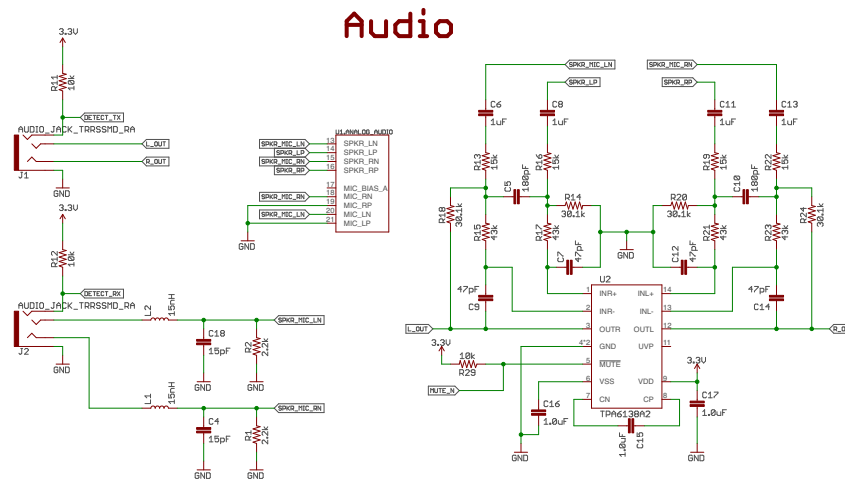 Audio
3.3V
R11
10k
DETECT_TX
AUDIO_JACK_TRRSSMD_RA
L_OUT
R_OUT
J1
GND
3.3V
R12
10k
DETECT_RX
AUDIO_JACK_TRRSSMD_RA
J2
GND
L2
15nH
SPKR_MIC_LN
C18
15pF
R2
2.2k
GND
GND
L1
15nH
SPKR_MIC_RN
C4
15pF
R1
2.2k
GND
GND
U1.ANALOG_AUDIO
SPKR_MIC_LN 13 SPKR_LN
SPKR_LP 14 SPKR_LP
SPKR_MIC_RN 15 SPKR_RN
SPKR_RP 16 SPKR_RP
17 MIC_BIAS_A
SPKR_MIC_RN 18 MIC_RN
19 MIC_RP
SPKR_MIC_LN 20 MIC_LN
21 MIC_LP
GND
SPKR_MIC_LN
SPKR_LP
SPKR_MIC_RN
SPKR_RP
C6
1uF
C8
1uF
C11
1uF
C13
1uF
R13
15k
R16
15k
R19
15k
R22
15k
C5
180pF
C10
180pF
R18
30.1k
R14
30.1k
R20
30.1k
R24
30.1k
R15
43k
R17
43k
R21
43k
R23
43k
GND
C7
47pF
C12
47pF
47pF
C9
47pF
C14
U2
1 INR+ INL+ 14
2 INR- INL- 13
3 OUTR OUTL 12
4*2 GND UVP 11
5 MUTE
6 VSS VDD 9
7 CN CP 8
TPA6138A2
L_OUT
R_O
3.3V
10k
R29
MUTE_N
C16
1.0uF
GND
1.0uF
C15
3.3V
C17
1.0uF
GND